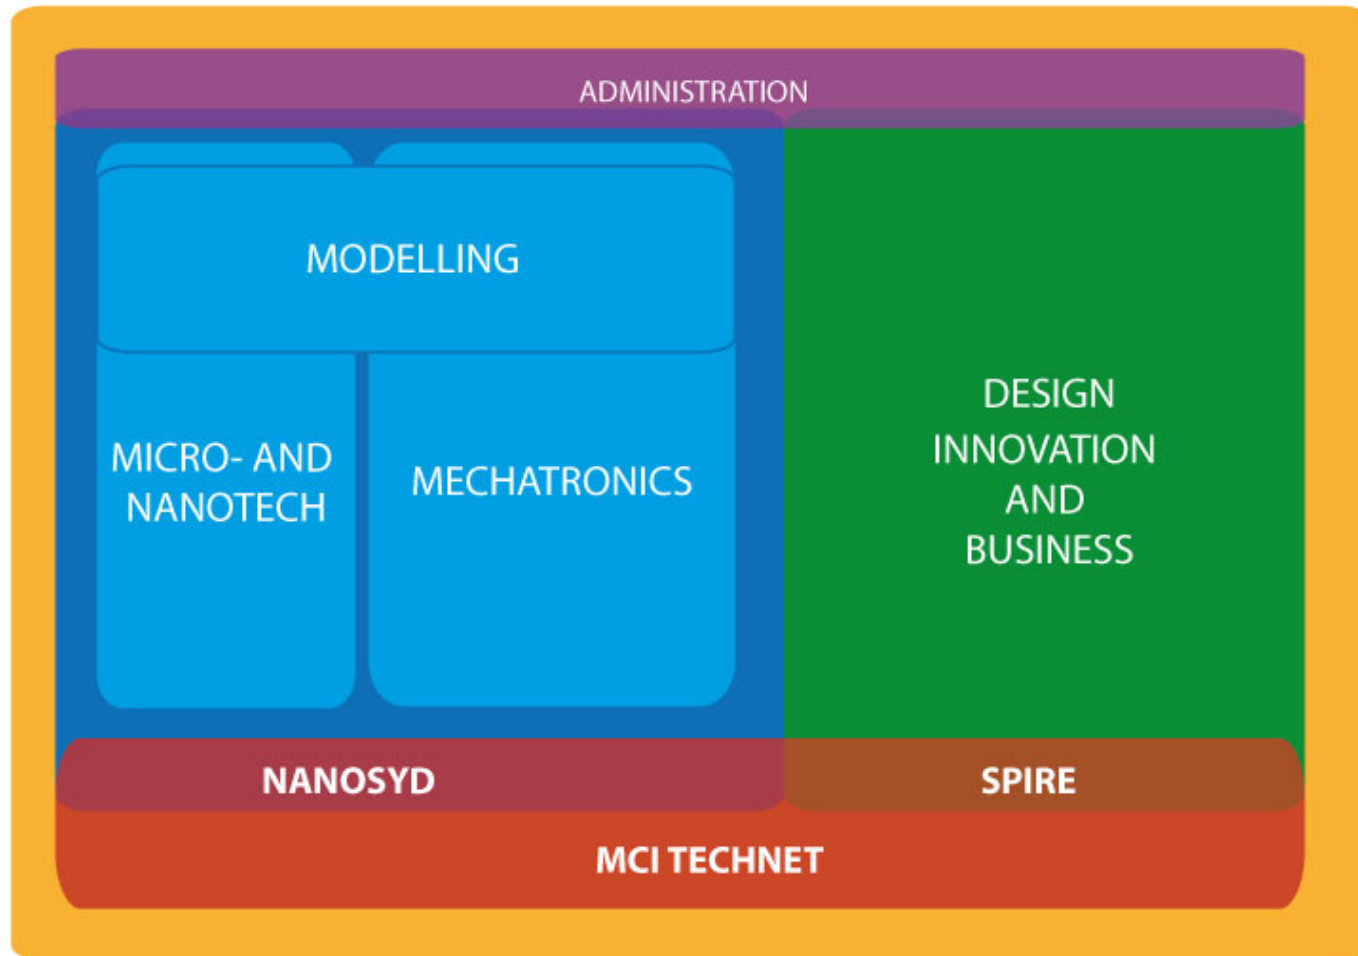 ADMINISTRATION
MODELLING
MICRO- AND
NANOTECH
MECHATRONICS
DESIGN
INNOVATION
AND
BUSINESS
NANOSYD
SPIRE
MCI TECHNET